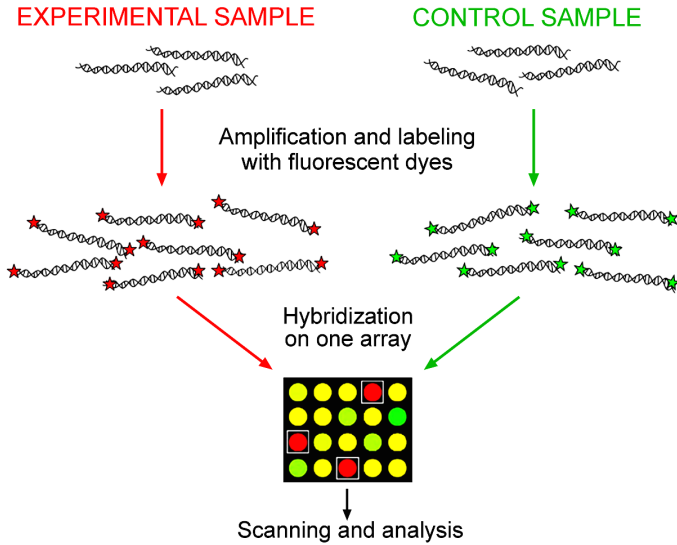 EXPERIMENTAL SAMPLE
CONTROL SAMPLE
Amplification and labeling
with fluorescent dyes
Hybridization
on one array
Scanning and analysis